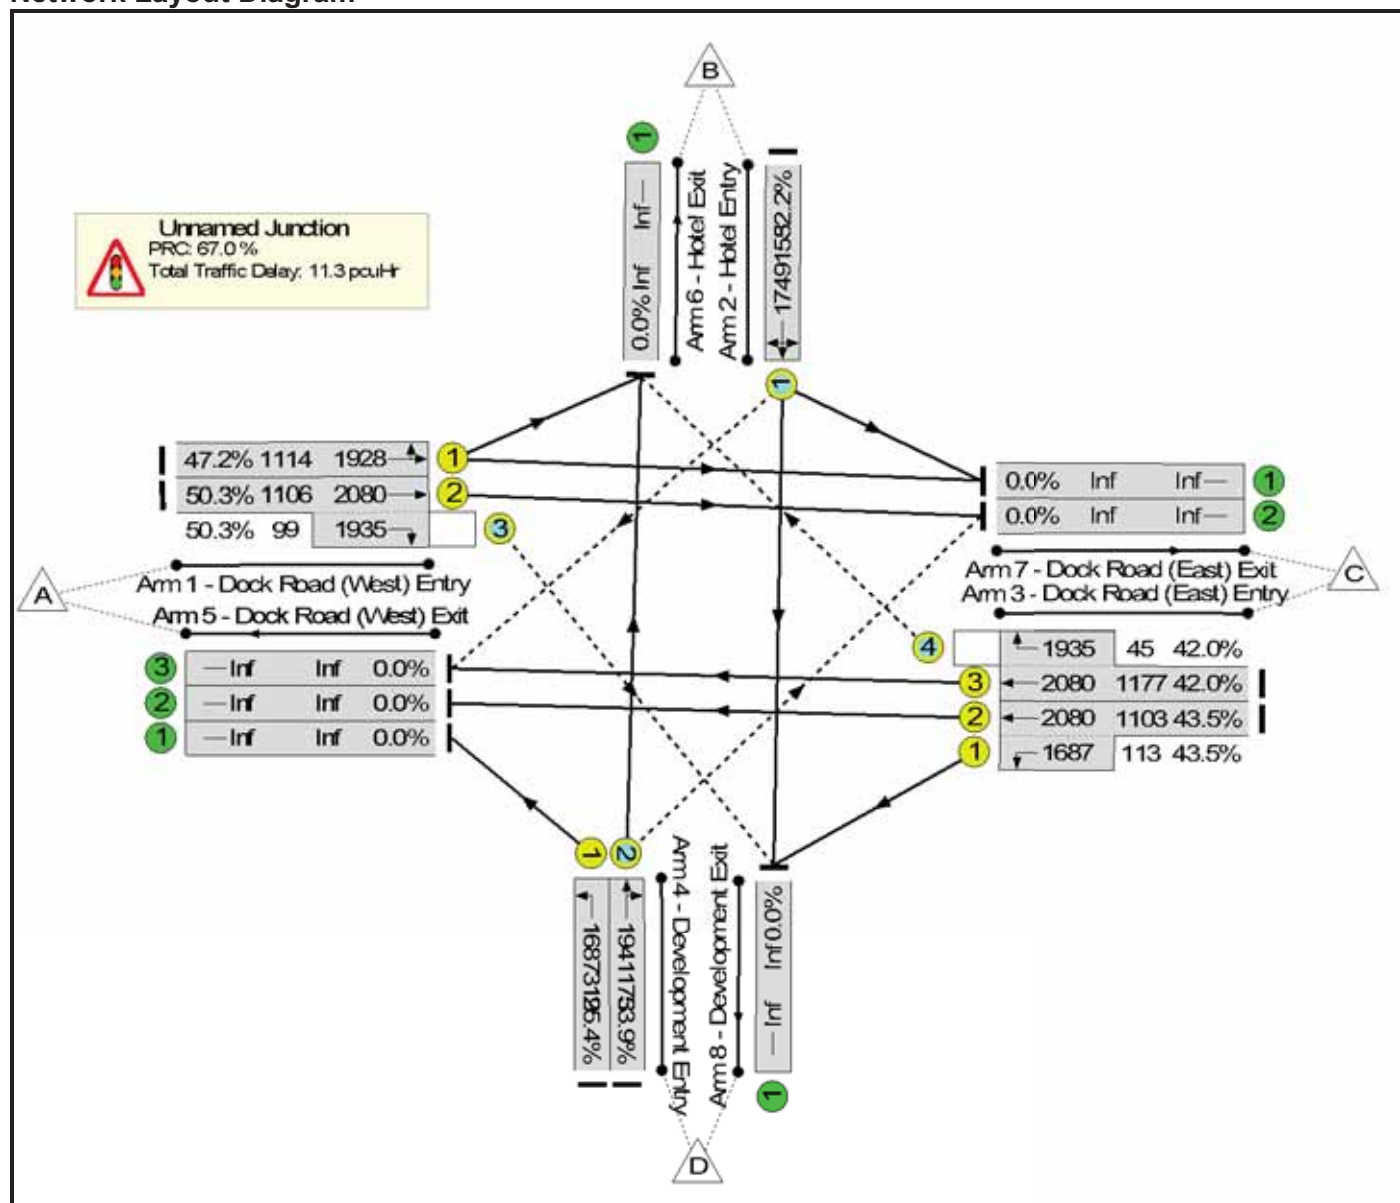 Network Layout Diagram
B
1
Unnamed Junction
PRC: 67.0 %
Total Traffic Delay: 11.3 pcuHr
0.0% Inf Inf
Arm 6 - Hotel Exit
Arm 2 - Hotel Entry
1
47.2% 1114 1928 1
50.3% 1106 2080 2
50.3% 99 1935 3
0.0% Inf Inf 1
0.0% Inf Inf 2
A
Arm 1 - Dock Road (West) Entry
Arm 5 - Dock Road (West) Exit
Arm 7 - Dock Road (East) Exit
Arm 3 - Dock Road (East) Entry
C
3 Inf Inf 0.0%
2 Inf Inf 0.0%
1 Inf Inf 0.0%
4 1935 45 42.0%
3 2080 1177 42.0%
2 2080 1103 43.5%
1 1687 113 43.5%
1 2
Arm 4 - Development Entry
Arm 8 - Development Exit
Inf Inf 0.0%
1
D